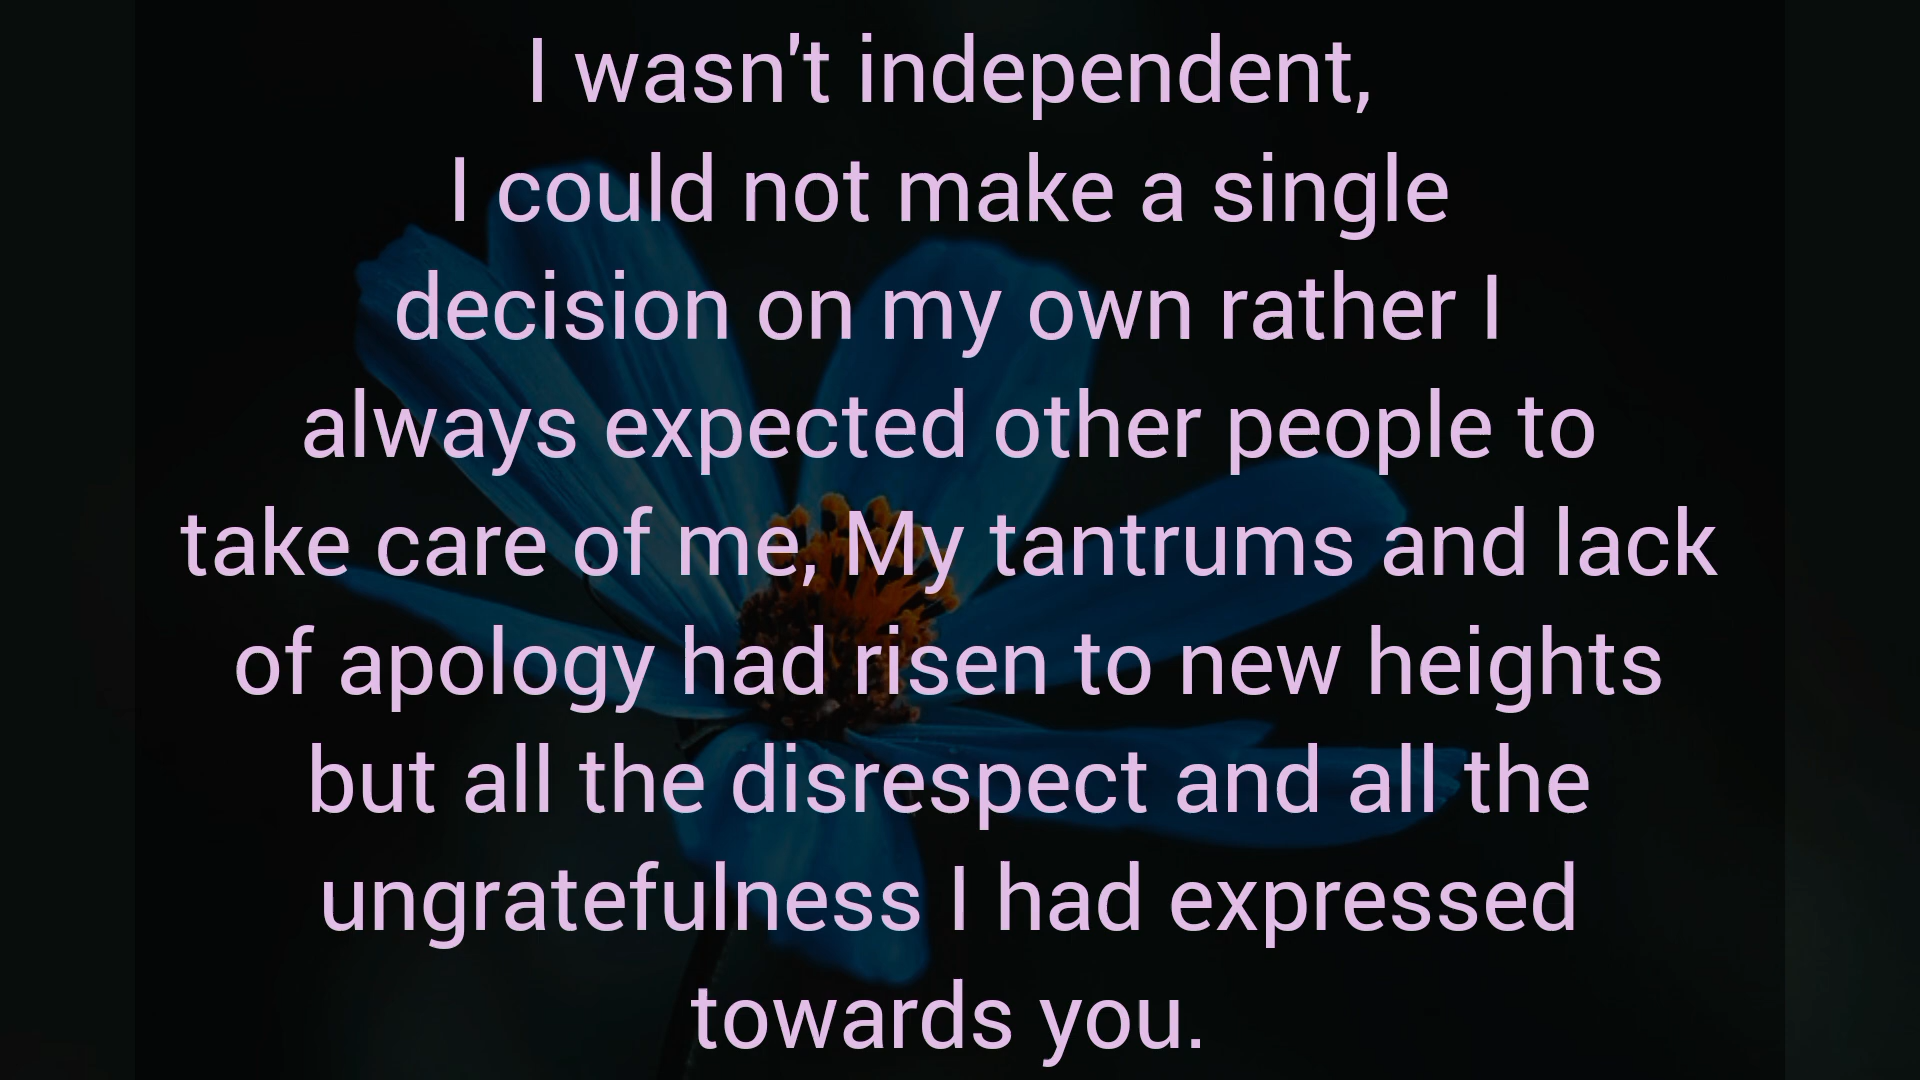 I wasn't independent,
I could not make a single
decision on my own rather I
always expected other people to
take care of me, My tantrums and lack
of apology had risen to new heights
but all the disrespect and all the
ungratefulness I had expressed
towards you.